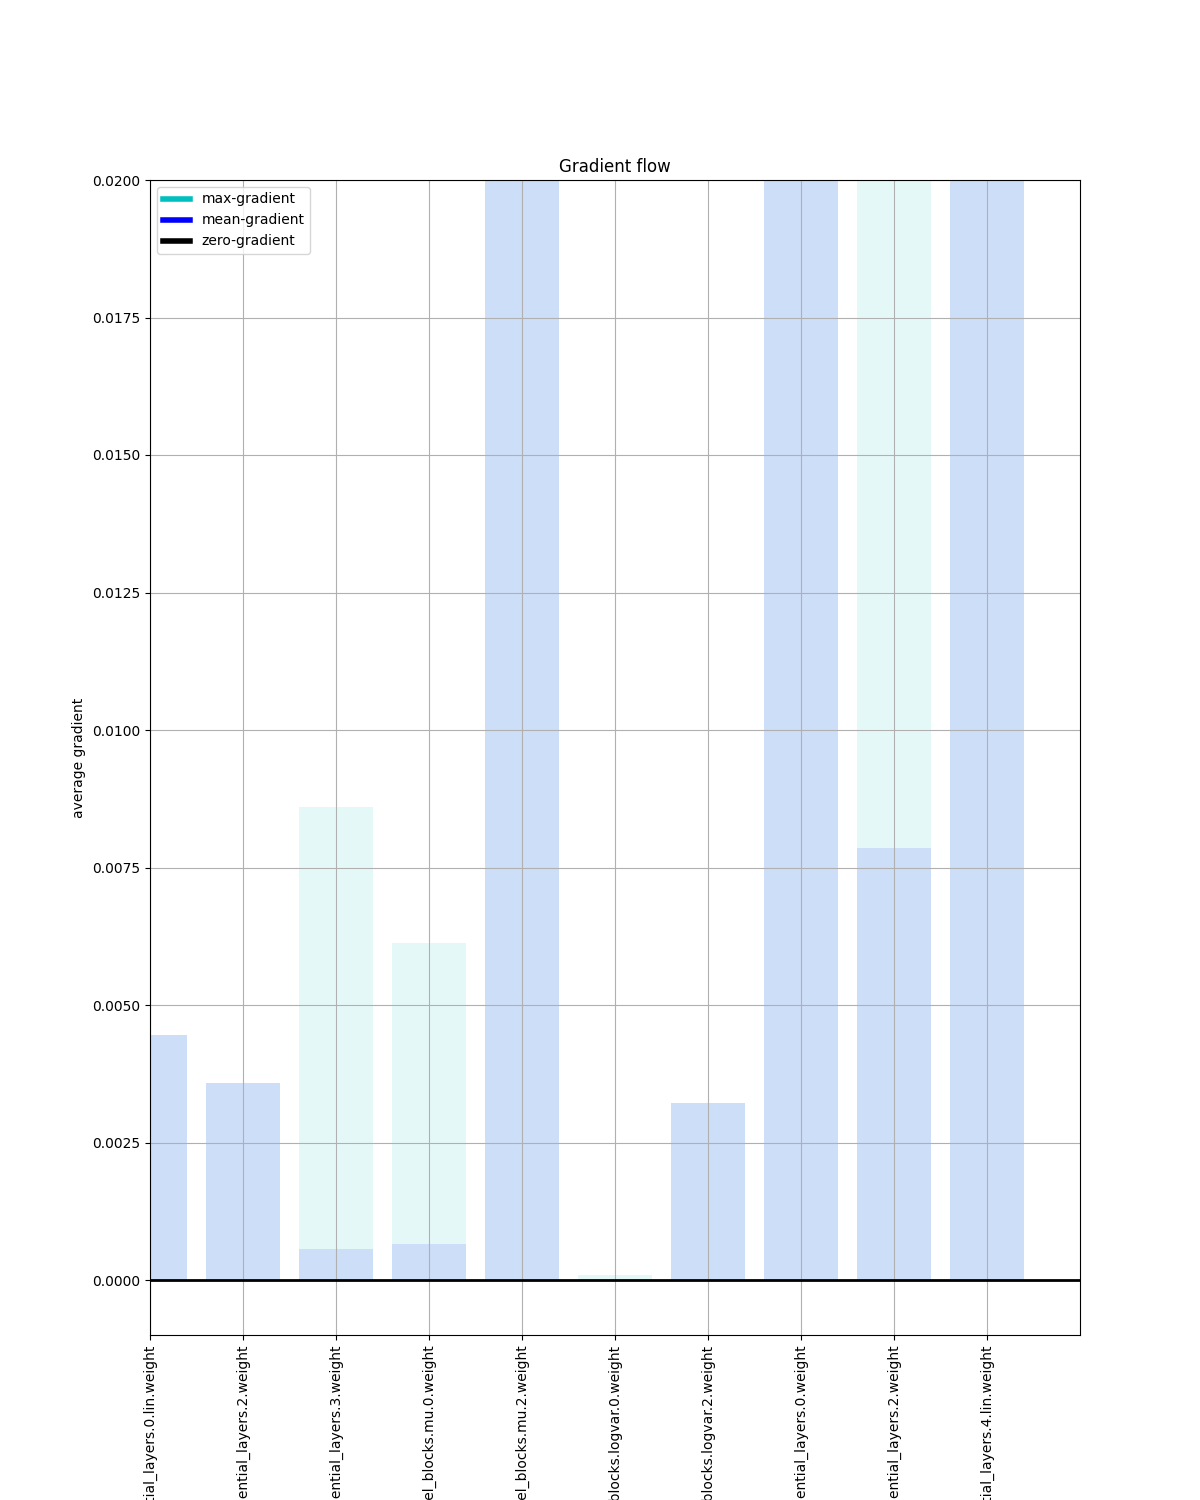 Gradient flow
max-gradient
mean-gradient
zero-gradient
0.0200
0.0175
0.0150
0.0125
0.0100
0.0075
0.0050
0.0025
0.0000
average gradient
tial_layers.0.lin.weight
ential_layers.2.weight
ential_layers.3.weight
el_blocks.mu.0.weight
el_blocks.mu.2.weight
blocks.logvar.0.weight
blocks.logvar.2.weight
ential_layers.0.weight
ential_layers.2.weight
tial_layers.4.lin.weight